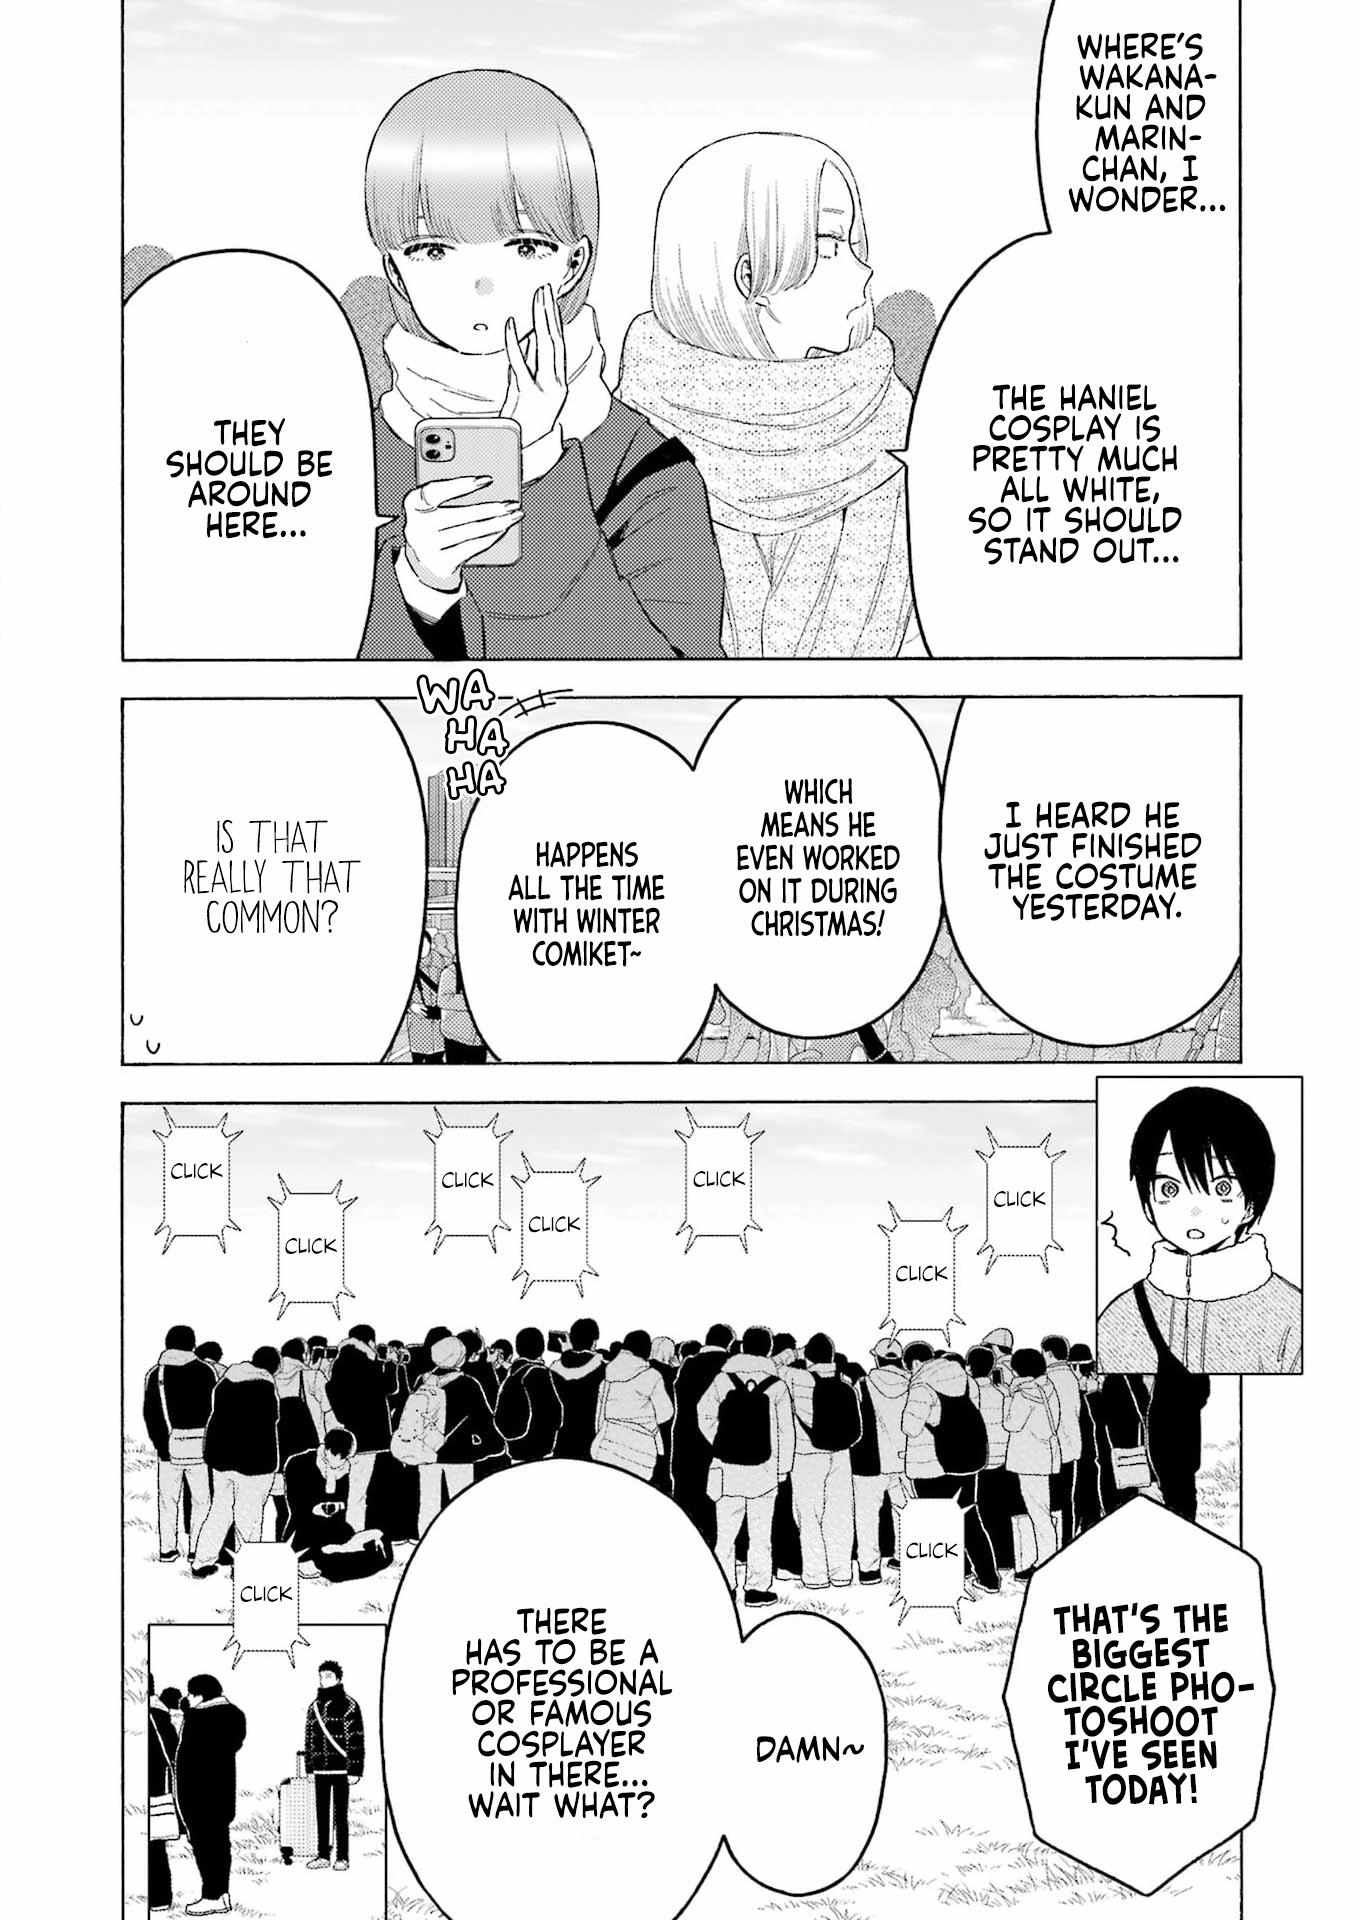 WHERE'S
WAKANA-
KUN AND
MARIN-
CHAN, I
WONDER...
THE HANIEL
COSPLAY IS
PRETTY MUCH
ALL WHITE,
SO IT SHOULD
STAND OUT...
THEY
SHOULD BE
AROUND
HERE...
I HEARD HE
JUST FINISHED
THE COSTUME
YESTERDAY.
WHICH
MEANS HE
EVEN WORKED
ON IT DURING
CHRISTMAS!
HAPPENS
ALL THE TIME
WITH WINTER
COMIKET~
WA
HA
HA
IS THAT
REALLY THAT
COMMON?
CLICK
CLICK
CLICK
CLICK
CLICK
CLICK
CLICK
THAT'S THE
BIGGEST
CIRCLE PHO-
TOSHOOT
I'VE SEEN
TODAY!
CLICK
DAMN~
THERE
HAS TO BE A
PROFESSIONAL
OR FAMOUS
COSPLAYER
IN THERE...
WAIT WHAT?
CLICK